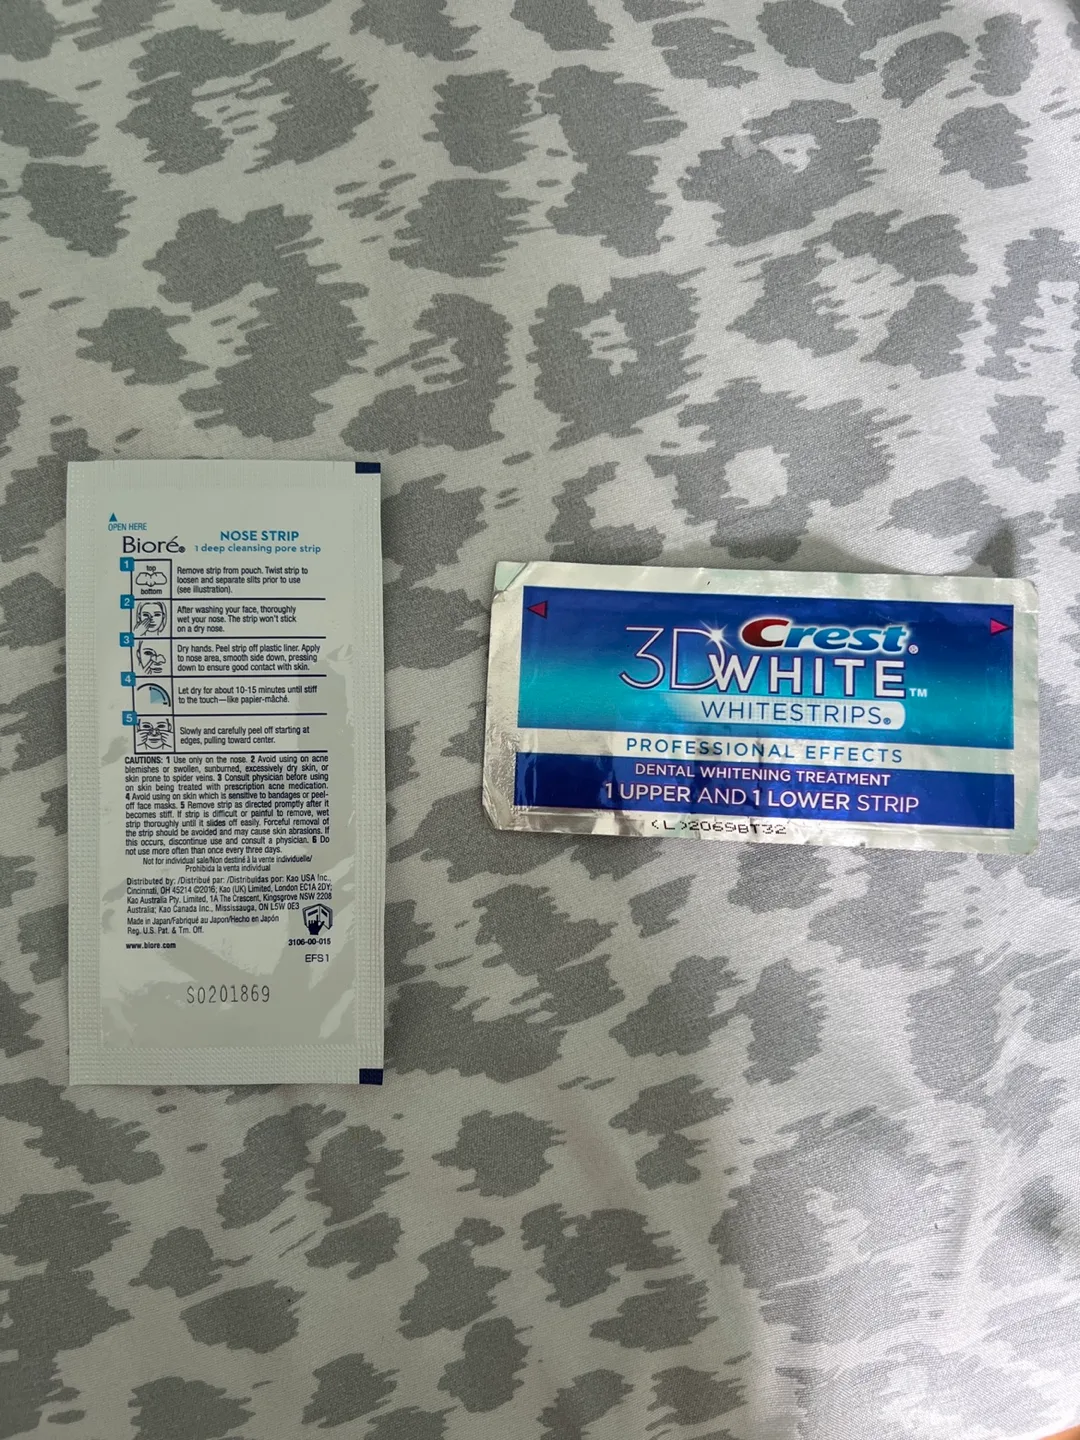 OPEN HERE
Bioré®
NOSE STRIP
1 deep cleansing pore strip
1
top
bottom
Remove strip from pouch. Twist strip to
loosen and separate slits prior to use
(see illustration).
2
After washing your face, thoroughly
wet your nose. The strip won't stick
on a dry nose.
3
Dry hands. Peel strip off plastic liner. Apply
to nose area, smooth side down, pressing
down to ensure good contact with skin.
4
Let dry for about 10-15 minutes until stiff
to the touch—like papier-mâché.
5
Slowly and carefully peel off starting at
edges, pulling toward center.
CAUTIONS: 1 Use only on the nose. 2 Avoid using on acne
blemishes or swollen, sunburned, excessively dry skin, or
skin prone to spider veins. 3 Consult physician before using
on skin being treated with prescription acne medication.
4 Avoid using on skin which is sensitive to bandages or peel-
off face masks. 5 Remove strip as directed promptly after it
becomes stiff. If strip is difficult or painful to remove, wet
strip thoroughly until it slides off easily. Forceful removal of
the strip should be avoided and may cause skin abrasions. If
this occurs, discontinue use and consult a physician. 6 Do
not use more often than once every three days.
Not for individual sale/Non destiné à la vente individuelle/
Prohibida la venta individual
Distributed by: /Distribué par: /Distribuidas por: Kao USA Inc.,
Cincinnati, OH 45214 ©2016; Kao (UK) Limited, London EC1A 2DY;
Kao Australia Pty. Limited, 1A The Crescent, Kingsgrove NSW 2208
Australia; Kao Canada Inc., Mississauga, ON L5W 0E3
Made in Japan/Fabriqué au Japon/Hecho en Japón
Reg. U.S. Pat. & Tm. Off.
www.biore.com
3106-00-015
EFS1
S0201869
Crest®
3D WHITE™
WHITESTRIPS®
PROFESSIONAL EFFECTS
DENTAL WHITENING TREATMENT
1 UPPER AND 1 LOWER STRIP
<L>2069BT32